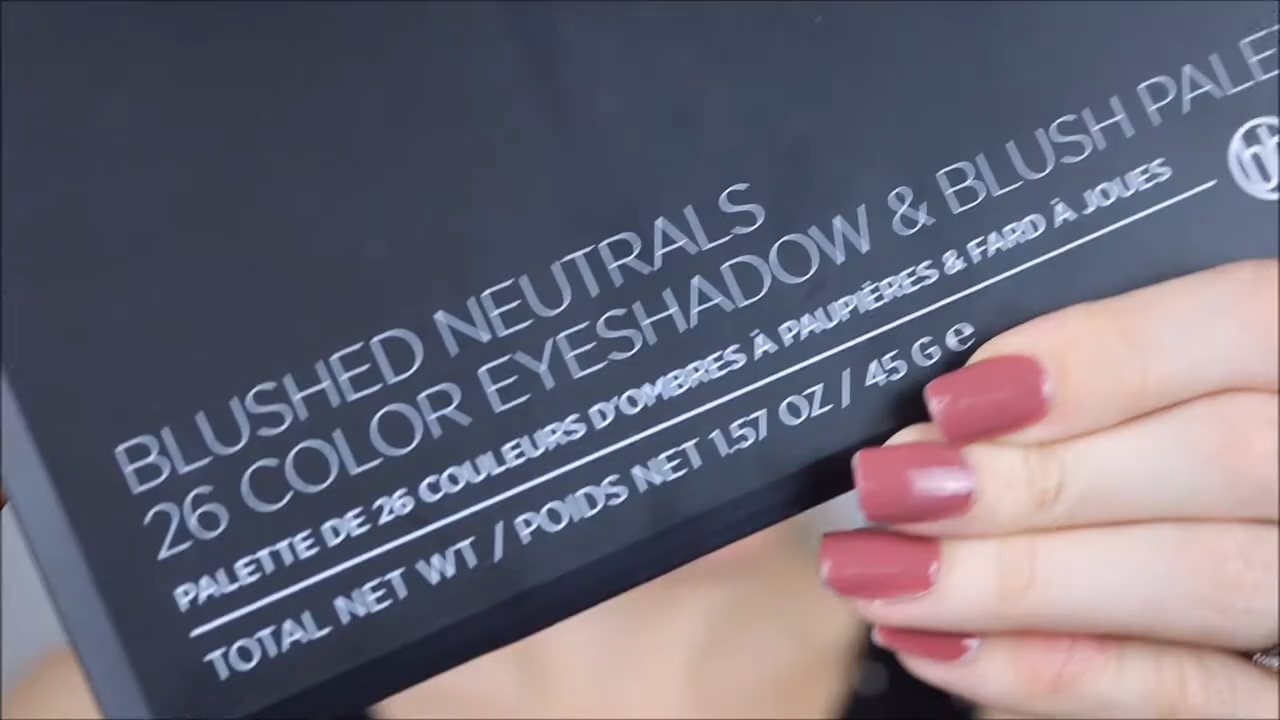 BLUSHED NEUTRALS
26 COLOR EYESHADOW & BLUSH PALE
PALETTE DE 26 COULEURS D'OMBRES À PAUPIÈRES & FARD À JOUES
TOTAL NET WT / POIDS NET 1.57 OZ / 45 G e